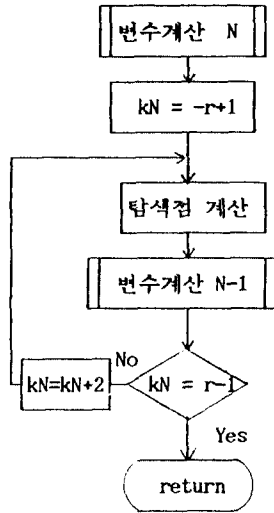 변수계산 N
kN = -r+1
탐색점 계산
변수계산 N-1
No
kN=kN+2
kN = r-1
Yes
return